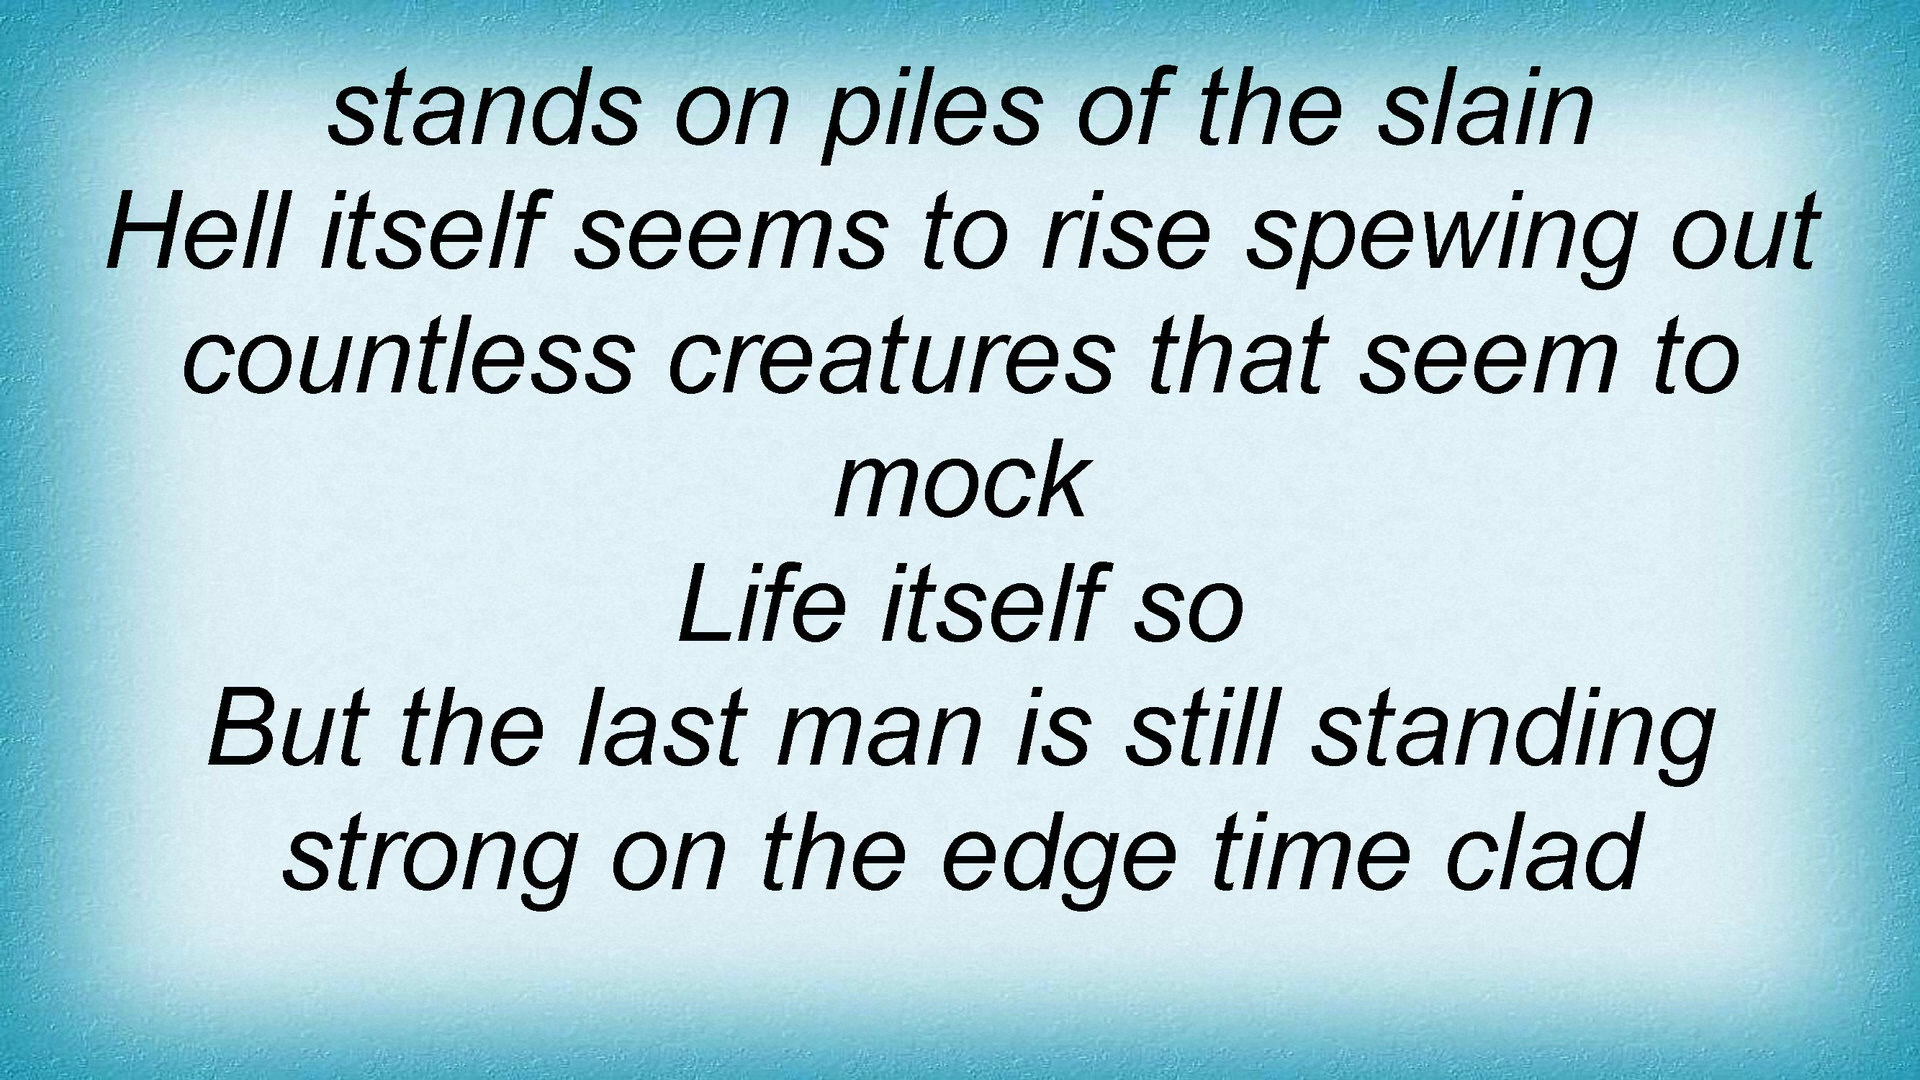 stands on piles of the slain
Hell itself seems to rise spewing out
countless creatures that seem to
mock
Life itself so
But the last man is still standing
strong on the edge time clad